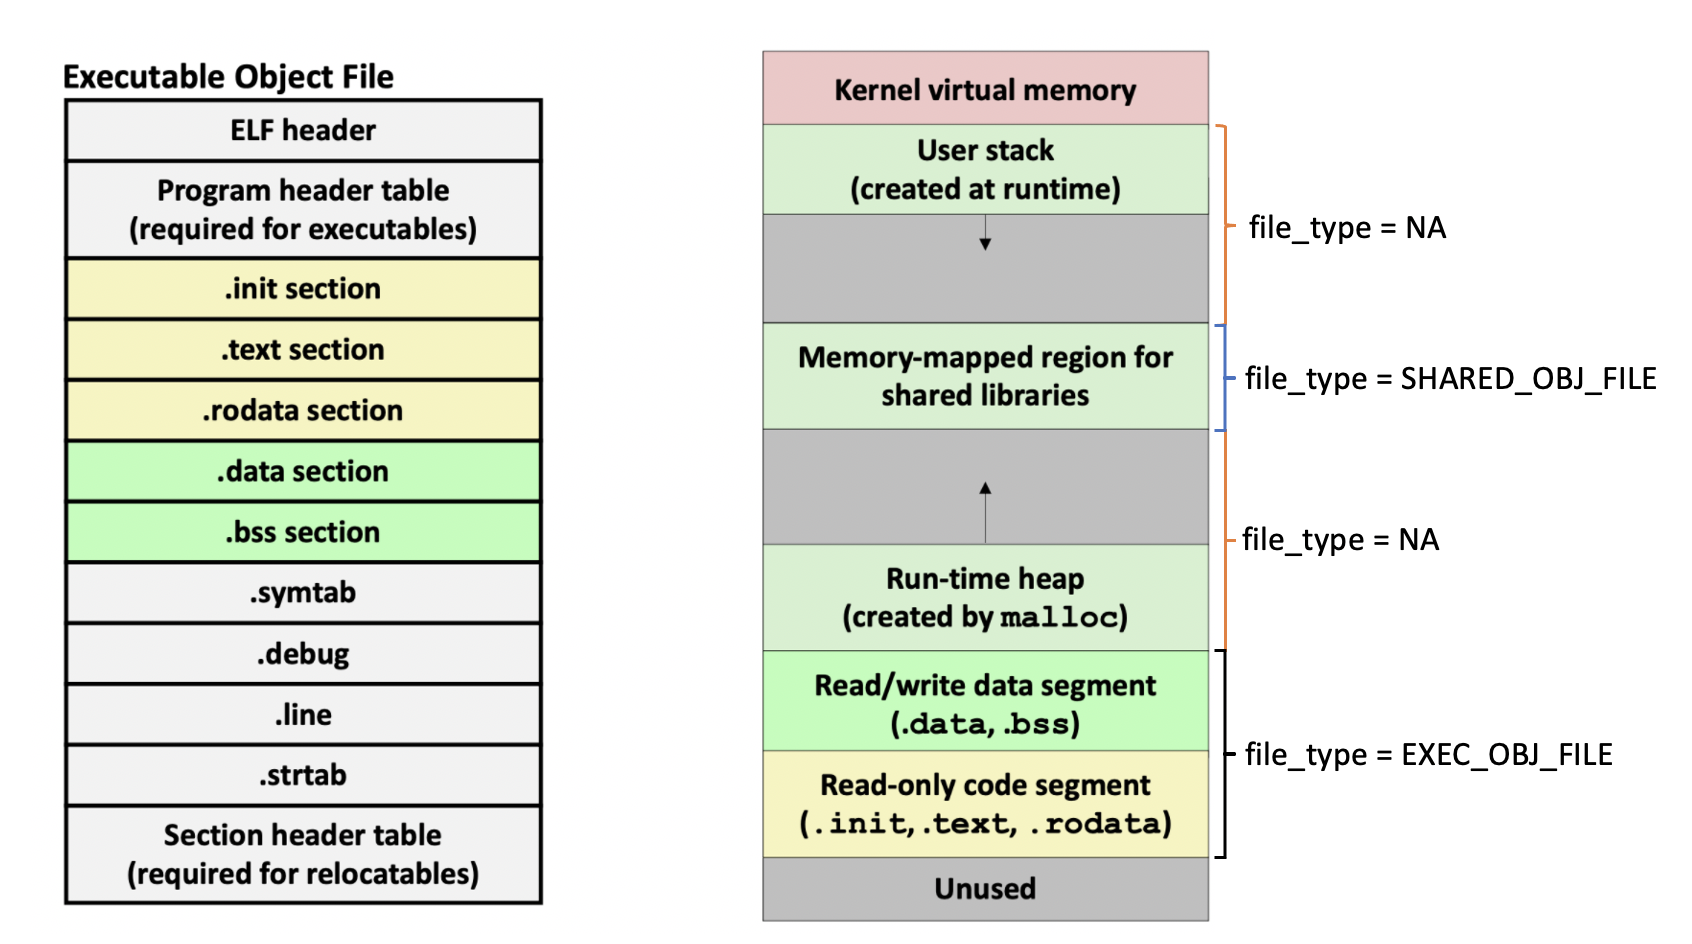 Executable Object File
ELF header
Program header table
(required for executables)
.init section
.text section
.rodata section
.data section
.bss section
.symtab
.debug
.line
.strtab
Section header table
(required for relocatables)
Kernel virtual memory
User stack
(created at runtime)
file_type = NA
Memory-mapped region for
shared libraries
file_type = SHARED_OBJ_FILE
file_type = NA
Run-time heap
(created by malloc)
Read/write data segment
(.data, .bss)
file_type = EXEC_OBJ_FILE
Read-only code segment
(.init, .text, .rodata)
Unused